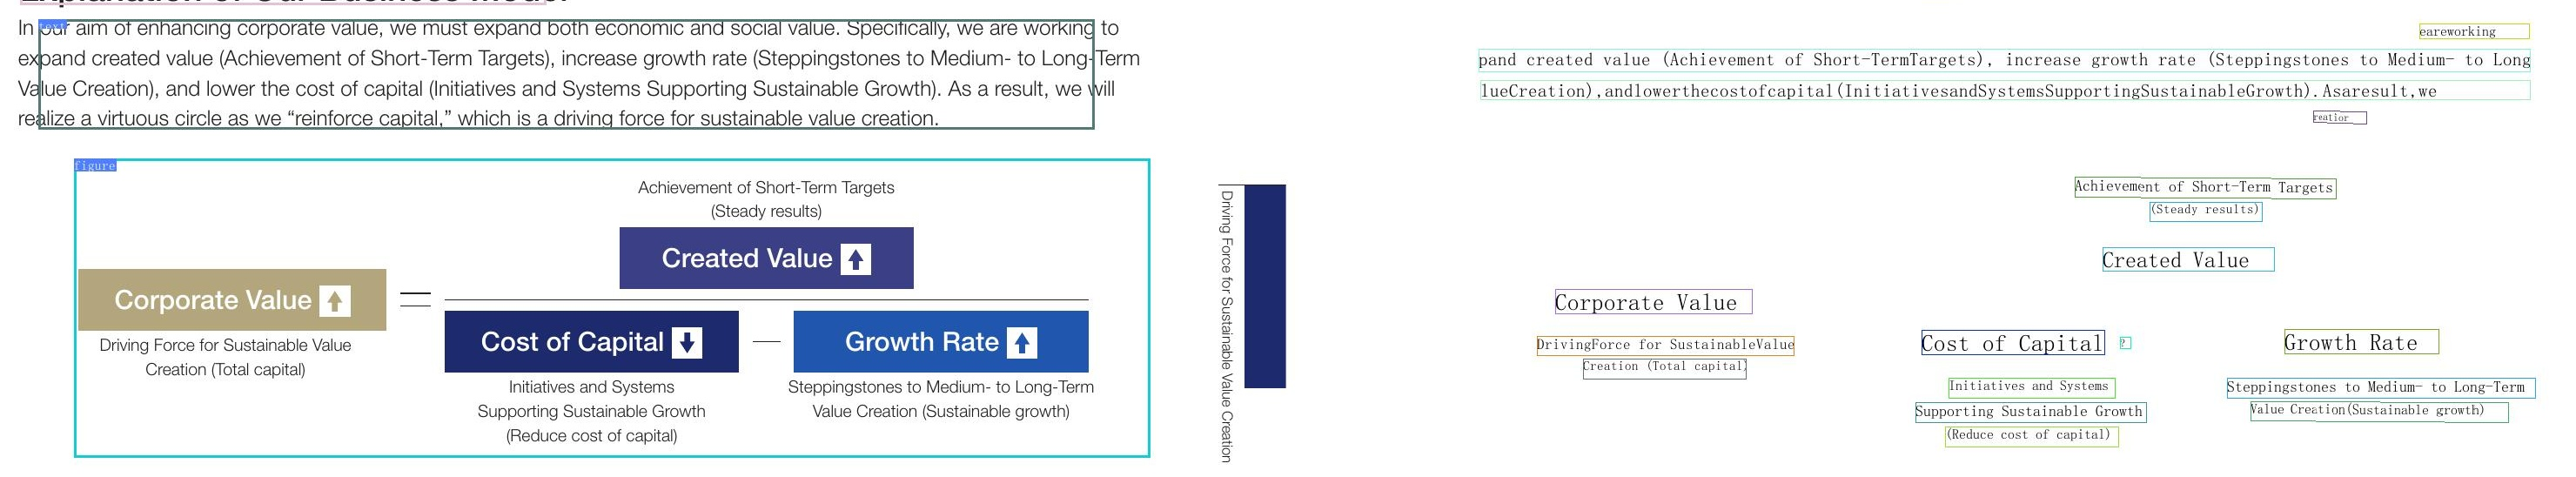 Explanation of Our Business Model
text
In our aim of enhancing corporate value, we must expand both economic and social value. Specifically, we are working to
expand created value (Achievement of Short-Term Targets), increase growth rate (Steppingstones to Medium- to Long-Term
Value Creation), and lower the cost of capital (Initiatives and Systems Supporting Sustainable Growth). As a result, we will
realize a virtuous circle as we “reinforce capital,” which is a driving force for sustainable value creation.
figure
Achievement of Short-Term Targets
(Steady results)
Created Value
Corporate Value
Driving Force for Sustainable Value
Creation (Total capital)
Cost of Capital
Growth Rate
Initiatives and Systems
Supporting Sustainable Growth
(Reduce cost of capital)
Steppingstones to Medium- to Long-Term
Value Creation (Sustainable growth)
Driving Force for Sustainable Value Creation
eareworking
pand created value (Achievement of Short-TermTargets), increase growth rate (Steppingstones to Medium- to Long
lueCreation),andlowerthecostofcapital(InitiativesandSystemsSupportingSustainableGrowth).Asaresult,we
reatior
Achievement of Short-Term Targets
(Steady results)
Created Value
Corporate Value
DrivingForce for SustainableValue
Creation (Total capital)
Cost of Capital
?
Growth Rate
Initiatives and Systems
Supporting Sustainable Growth
(Reduce cost of capital)
Steppingstones to Medium- to Long-Term
Value Creation(Sustainable growth)